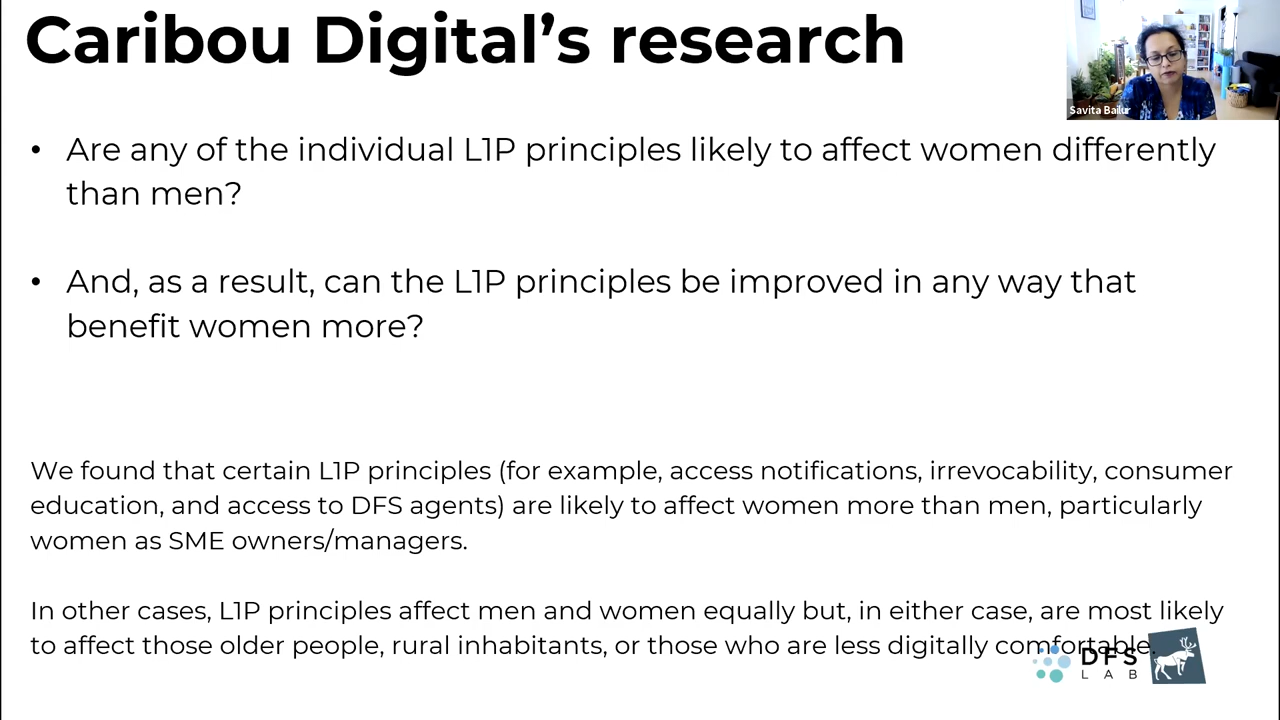 Caribou Digital’s research
Savita Bailur
• Are any of the individual L1P principles likely to affect women differently
than men?
• And, as a result, can the L1P principles be improved in any way that
benefit women more?
We found that certain L1P principles (for example, access notifications, irrevocability, consumer
education, and access to DFS agents) are likely to affect women more than men, particularly
women as SME owners/managers.
In other cases, L1P principles affect men and women equally but, in either case, are most likely
to affect those older people, rural inhabitants, or those who are less digitally comfortable.
DFS
LAB